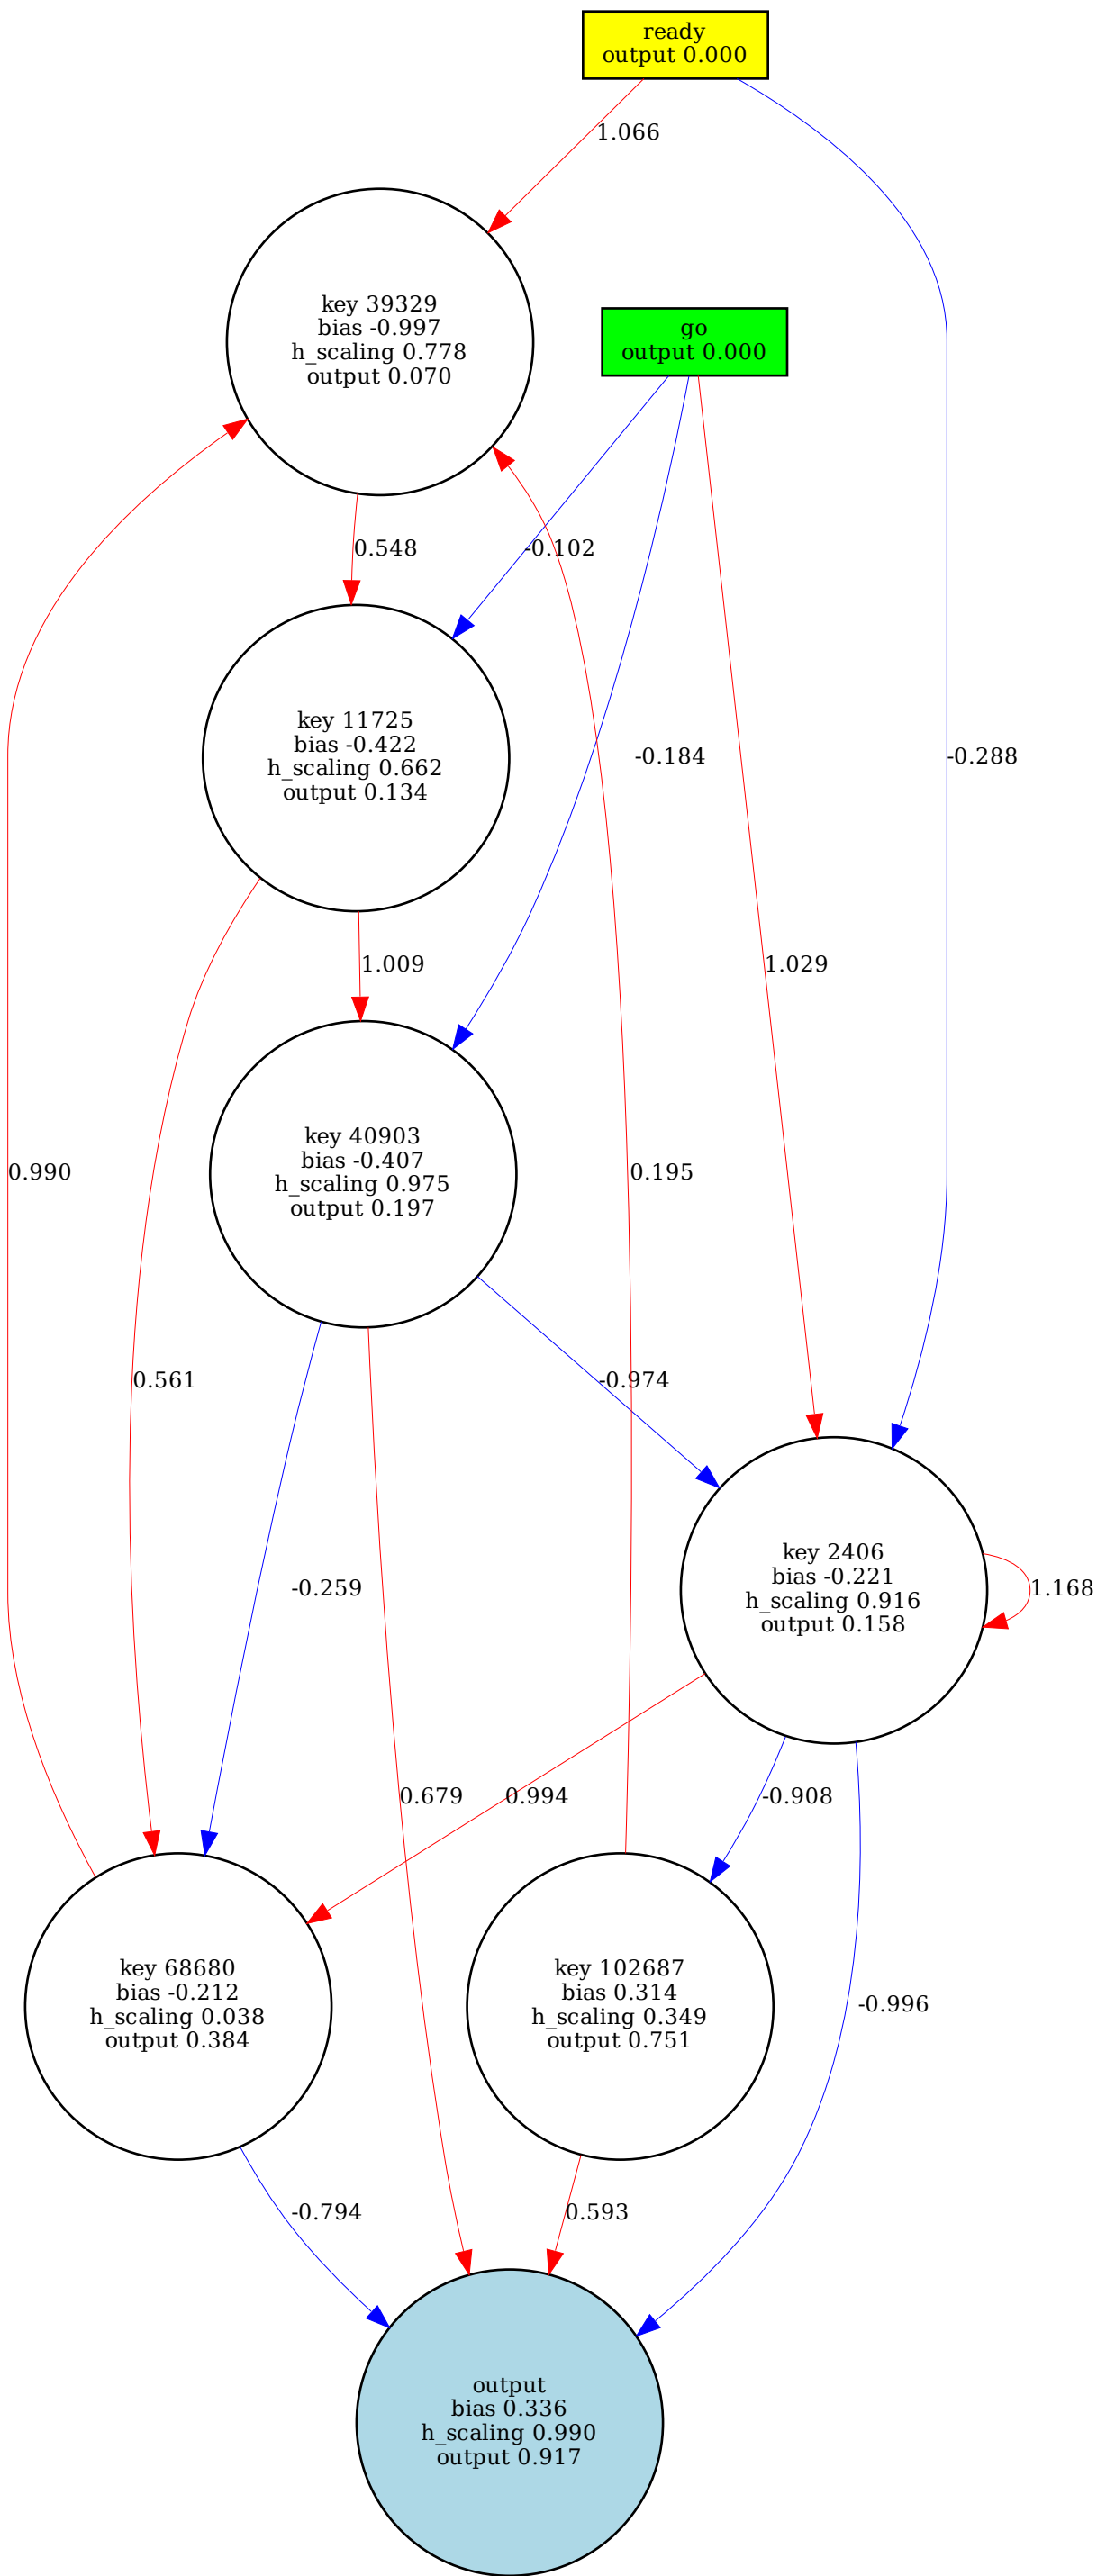 ready
output 0.000
1.066
key 39329
bias -0.997
h_scaling 0.778
output 0.070
go
output 0.000
0.548
-0.102
key 11725
bias -0.422
h_scaling 0.662
output 0.134
-0.184
-0.288
1.009
1.029
key 40903
bias -0.407
h_scaling 0.975
output 0.197
0.990
0.195
0.561
-0.974
key 2406
bias -0.221
h_scaling 0.916
output 0.158
-0.259
1.168
0.679
0.994
-0.908
key 68680
bias -0.212
h_scaling 0.038
output 0.384
key 102687
bias 0.314
h_scaling 0.349
output 0.751
-0.996
-0.794
0.593
output
bias 0.336
h_scaling 0.990
output 0.917